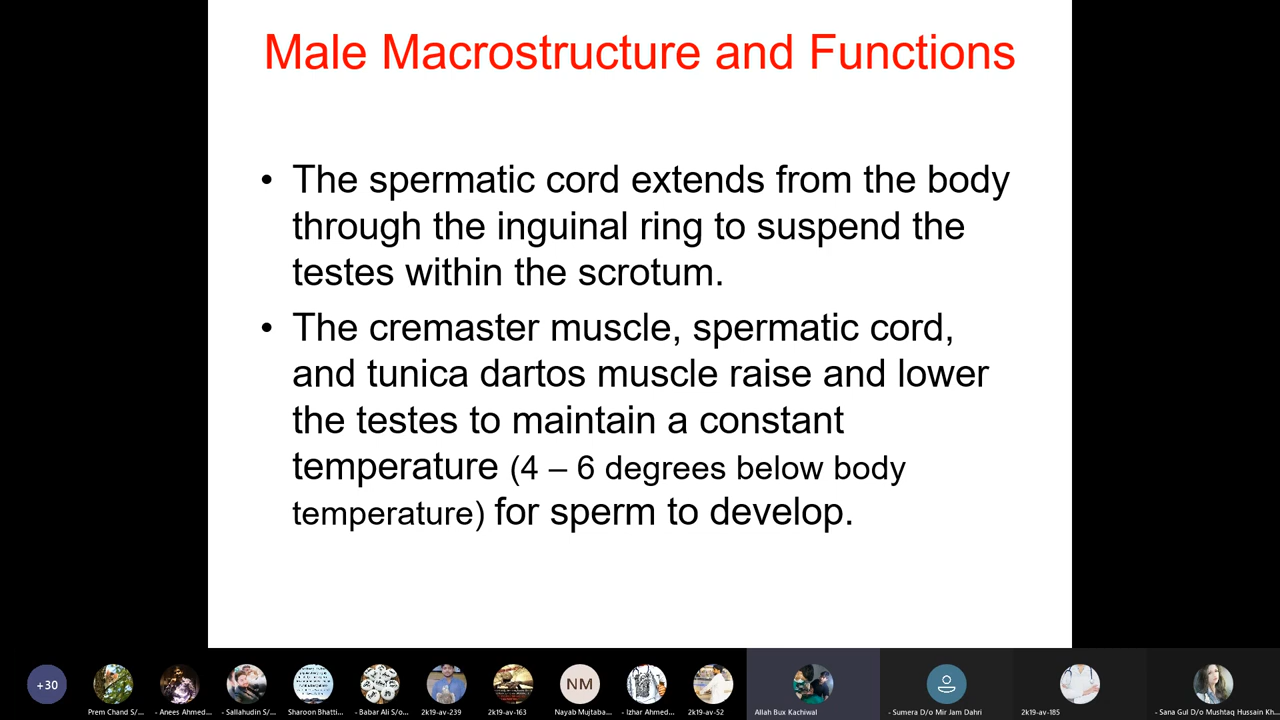 Male Macrostructure and Functions
• The spermatic cord extends from the body
through the inguinal ring to suspend the
testes within the scrotum.
• The cremaster muscle, spermatic cord,
and tunica dartos muscle raise and lower
the testes to maintain a constant
temperature (4 – 6 degrees below body
temperature) for sperm to develop.
+30
NM
Prem Chand S/...
- Anees Ahmed...
- Sallahudin S/...
Sharoon Bhatti...
- Babar Ali S/o...
2k19-av-239
2k19-av-163
Nayab Mujtaba...
- Izhar Ahmed...
2k19-av-52
Allah Bux Kachiwal
- Sumera D/o Mir Jam Dahri
2k19-av-185
- Sana Gul D/o Mushtaq Hussain Kh...